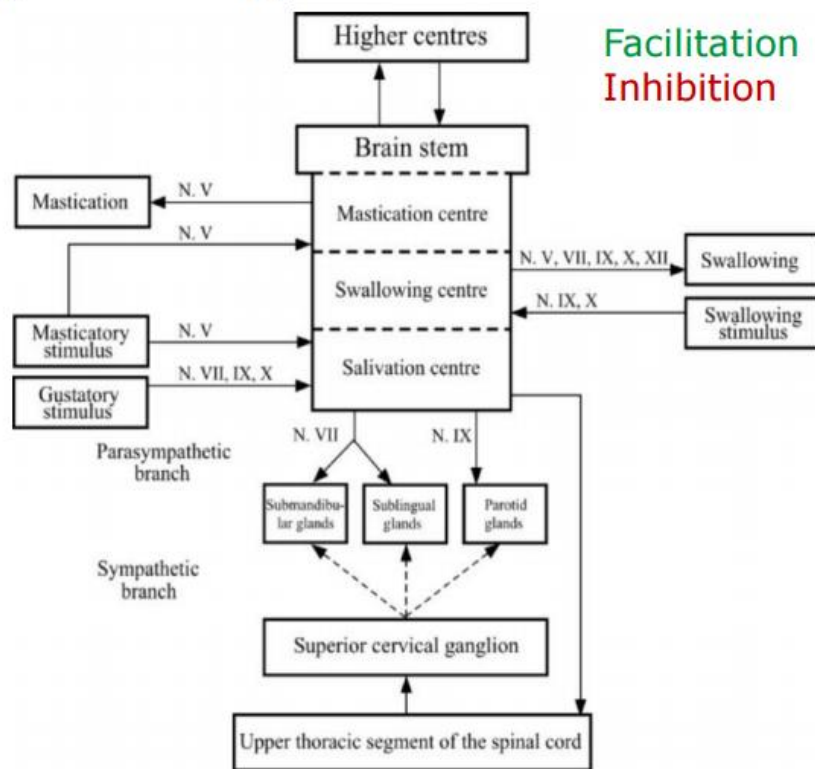 Higher centres
Facilitation
Inhibition
Brain stem
N. V
Mastication
Mastication centre
N. V
N. V, VII, IX, X, XII
Swallowing
Swallowing centre
N. IX, X
Swallowing
stimulus
Masticatory
stimulus
N. V
Salivation centre
N. VII, IX, X
Gustatory
stimulus
N. VII
N. IX
Parasympathetic
branch
Submandibu-
lar glands
Sublingual
glands
Parotid
glands
Sympathetic
branch
Superior cervical ganglion
Upper thoracic segment of the spinal cord